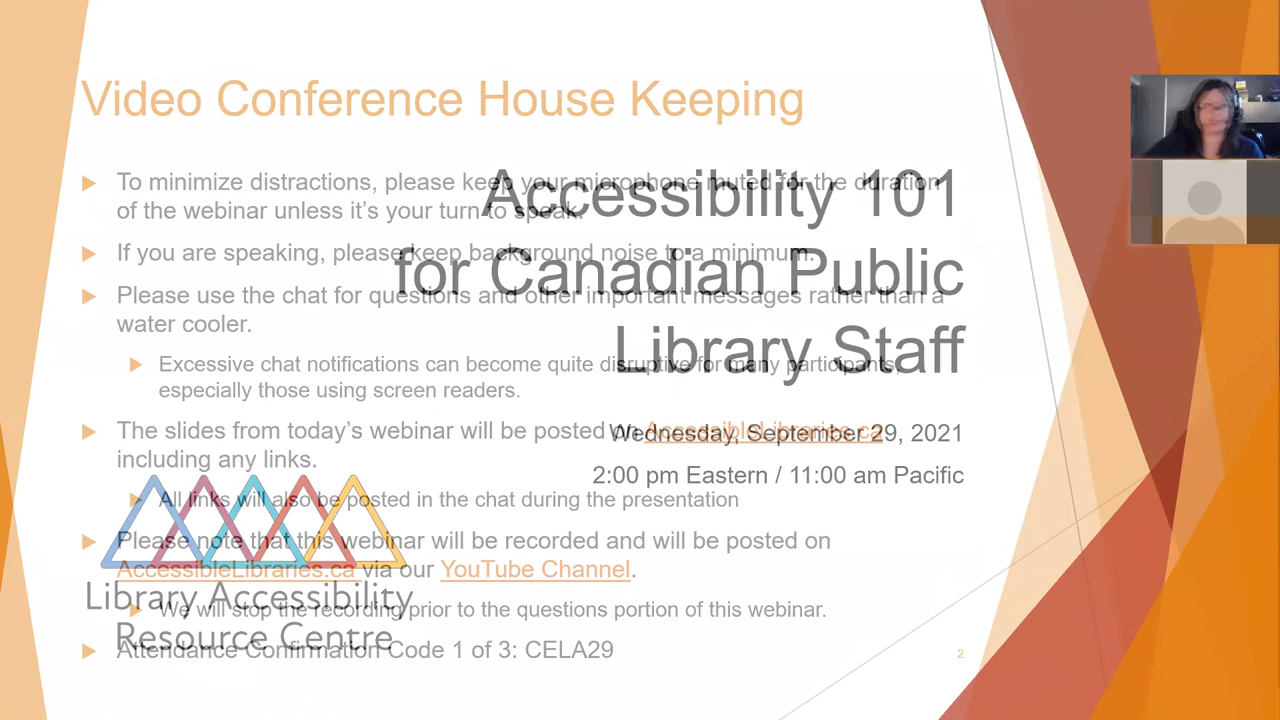 Video Conference House Keeping
To minimize distractions, please keep your microphone muted for the duration
of the webinar unless it's your turn to speak.
If you are speaking, please keep background noise to a minimum.
Please use the chat for questions and other important messages rather than a
water cooler.
Excessive chat notifications can become quite disruptive for many participants,
especially those using screen readers.
The slides from today's webinar will be posted on AccessibleLibraries.ca
including any links.
All links will also be posted in the chat during the presentation
Please note that this webinar will be recorded and will be posted on
AccessibleLibraries.ca via our YouTube Channel.
We will stop the recording prior to the questions portion of this webinar.
Attendance Confirmation Code 1 of 3: CELA29
2
Accessibility 101
for Canadian Public
Library Staff
Wednesday, September 29, 2021
2:00 pm Eastern / 11:00 am Pacific
Library Accessibility
Resource Centre